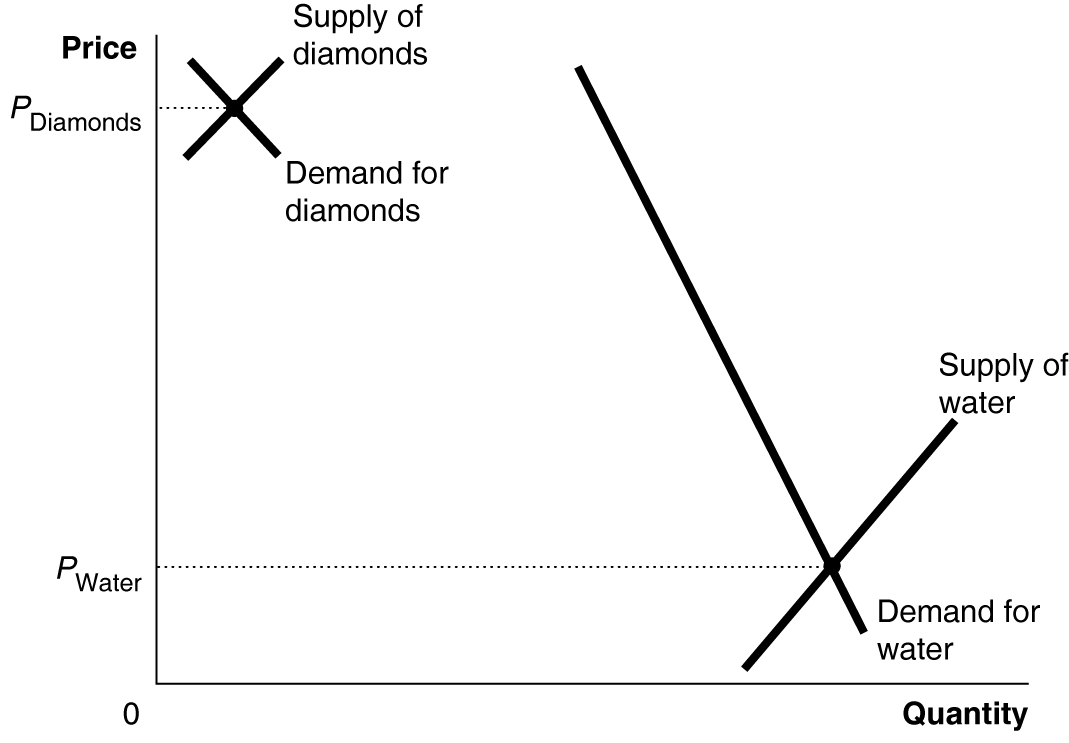 Price
Supply of
diamonds
P Diamonds
Demand for
diamonds
Supply of
water
P Water
Demand for
water
0
Quantity